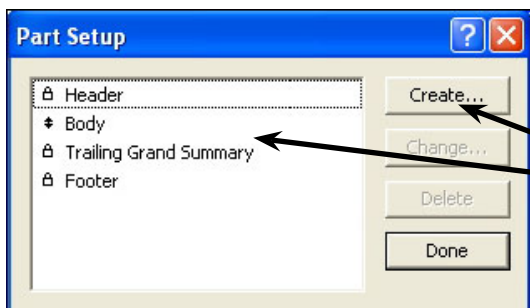 Part Setup
?
Header
Body
Trailing Grand Summary
Footer
Create...
Change...
Delete
Done